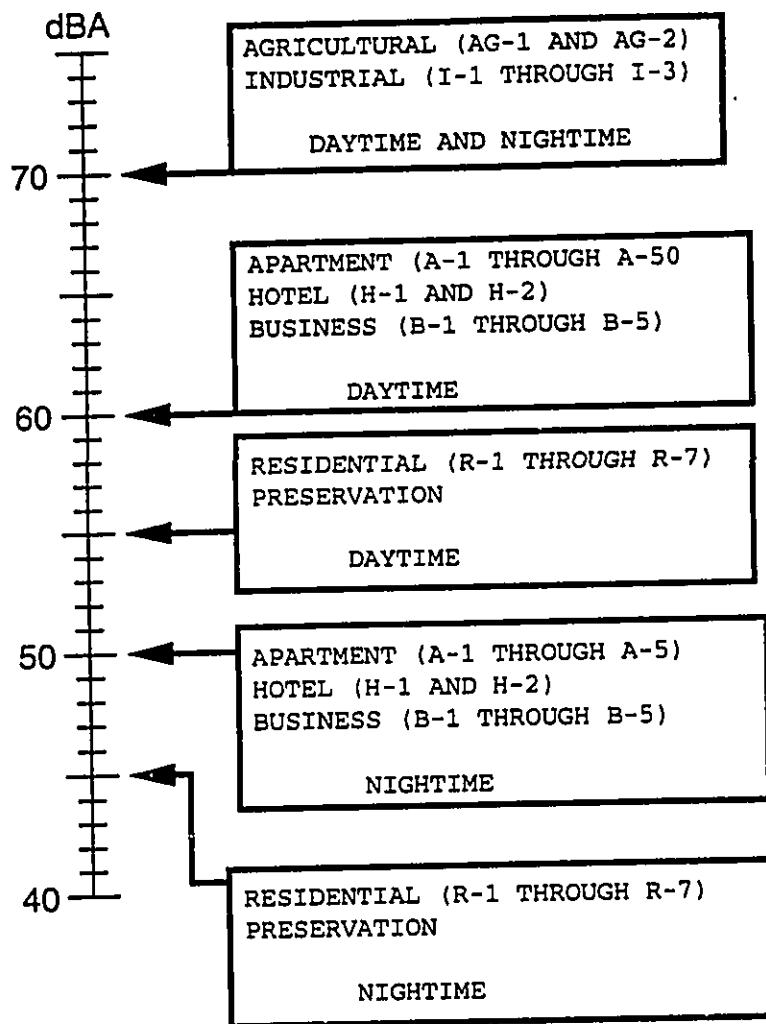 dBA
AGRICULTURAL (AG-1 AND AG-2)
INDUSTRIAL (I-1 THROUGH I-3)
DAYTIME AND NIGHTIME
70
APARTMENT (A-1 THROUGH A-50
HOTEL (H-1 AND H-2)
BUSINESS (B-1 THROUGH B-5)
DAYTIME
60
RESIDENTIAL (R-1 THROUGH R-7)
PRESERVATION
DAYTIME
50
APARTMENT (A-1 THROUGH A-5)
HOTEL (H-1 AND H-2)
BUSINESS (B-1 THROUGH B-5)
NIGHTIME
40
RESIDENTIAL (R-1 THROUGH R-7)
PRESERVATION
NIGHTIME